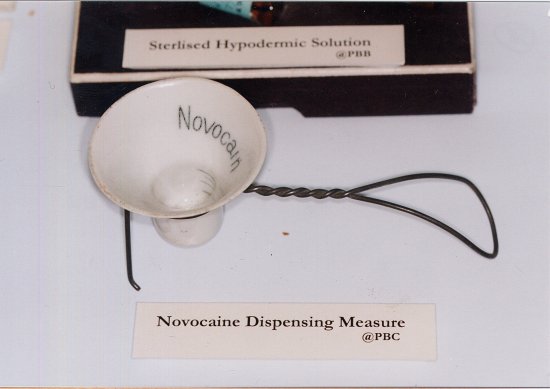 Sterlised Hypodermic Solution
@PBB
Novocain
Novocaine Dispensing Measure
@PBC